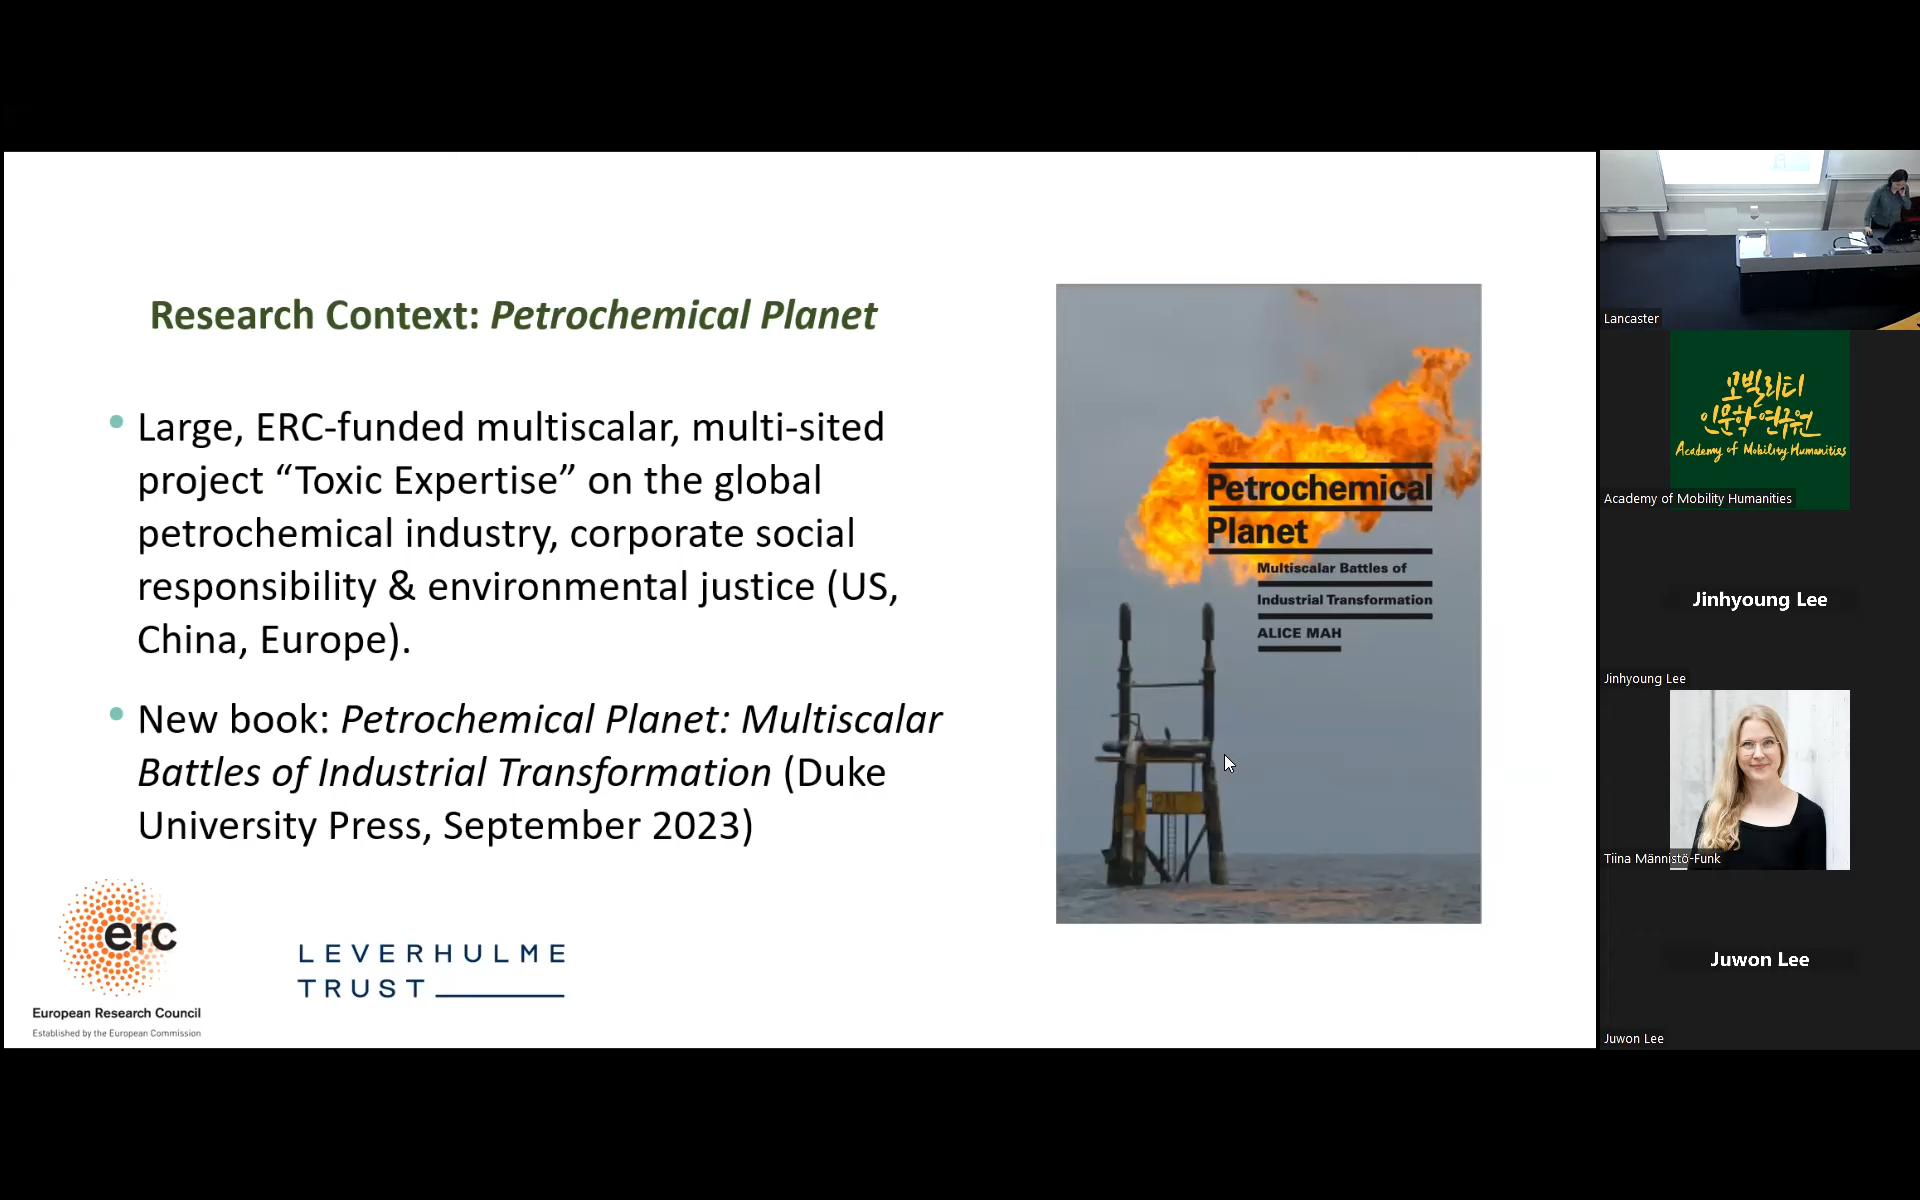 Research Context: Petrochemical Planet
• Large, ERC-funded multiscalar, multi-sited
project “Toxic Expertise” on the global
petrochemical industry, corporate social
responsibility & environmental justice (US,
China, Europe).
• New book: Petrochemical Planet: Multiscalar
Battles of Industrial Transformation (Duke
University Press, September 2023)
erc
European Research Council
Established by the European Commission
LEVERHULME
TRUST
Petrochemical
Planet
Multiscalar Battles of
Industrial Transformation
ALICE MAH
Lancaster
모빌리티
인문학 연구원
Academy of Mobility Humanities
Academy of Mobility Humanities
Jinhyoung Lee
Jinhyoung Lee
Tiina Männistö-Funk
Juwon Lee
Juwon Lee